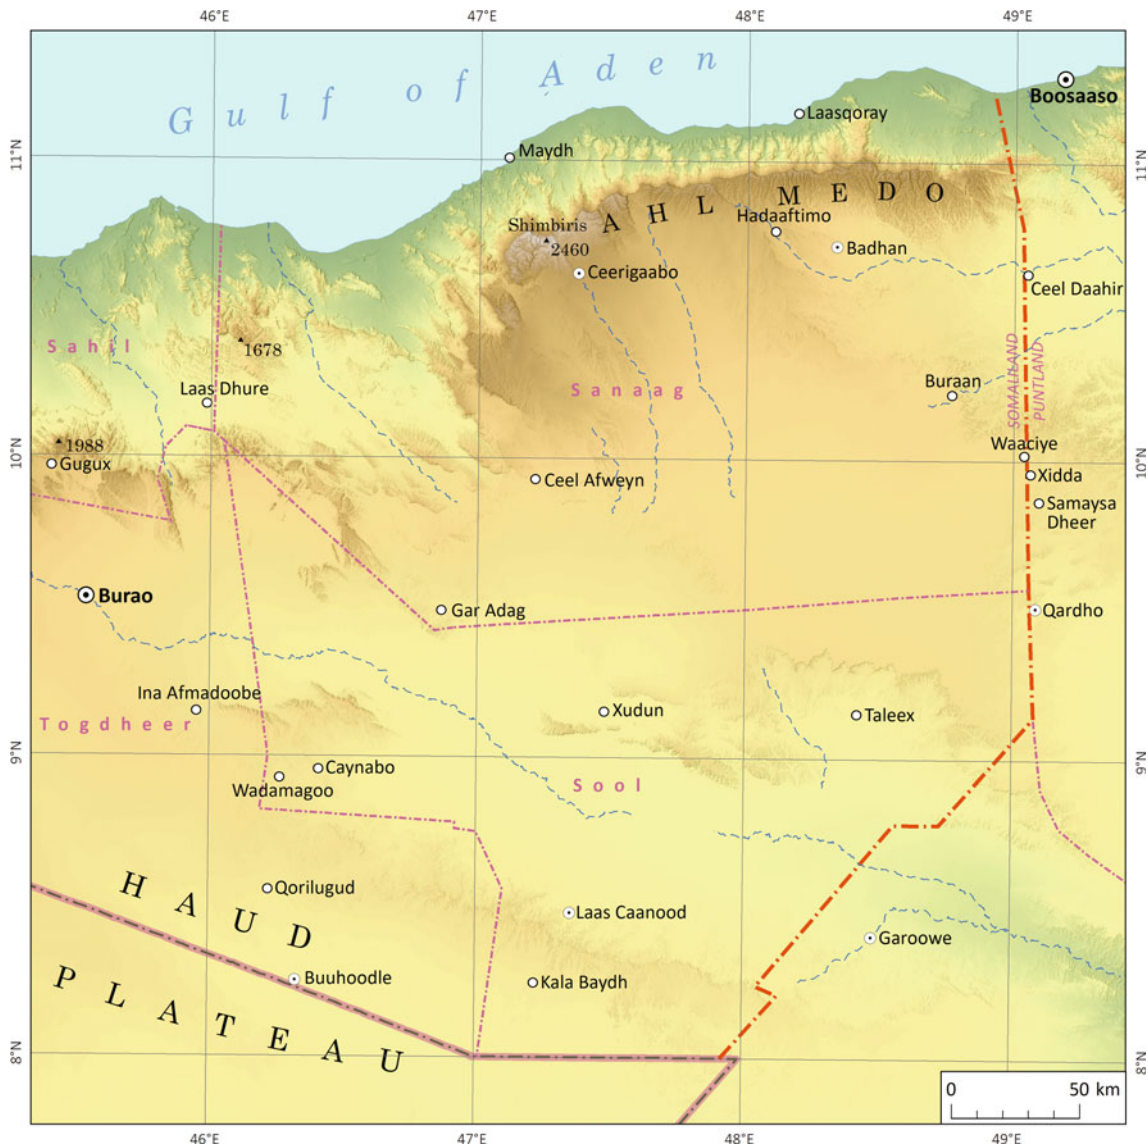 46°E
47°E
48°E
49°E
Gulf of Aden
Boosaaso
Laasqoray
11°N
Maydh
11°N
AHL MEDO
Hadaaftimo
Shimbiris
2460
Badhan
Ceerigaabo
Ceel Daahir
Sahil
1678
SOMALILAND
PUNTLAND
Laas Dhure
Sanaag
Buraan
1988
Gugux
10°N
Waaciye
10°N
Xidda
Ceel Afweyn
Samaysa
Dheer
Burao
Gar Adag
Qardho
Ina Afmadoobe
Xudun
Taleex
Togdheer
9°N
Caynabo
9°N
Wadamagoo
Sool
HAUD
Qorilugud
Laas Caanood
Garoowe
Buuhoodle
Kala Baydh
PLATEAU
8°N
8°N
0 50 km
46°E
47°E
48°E
49°E